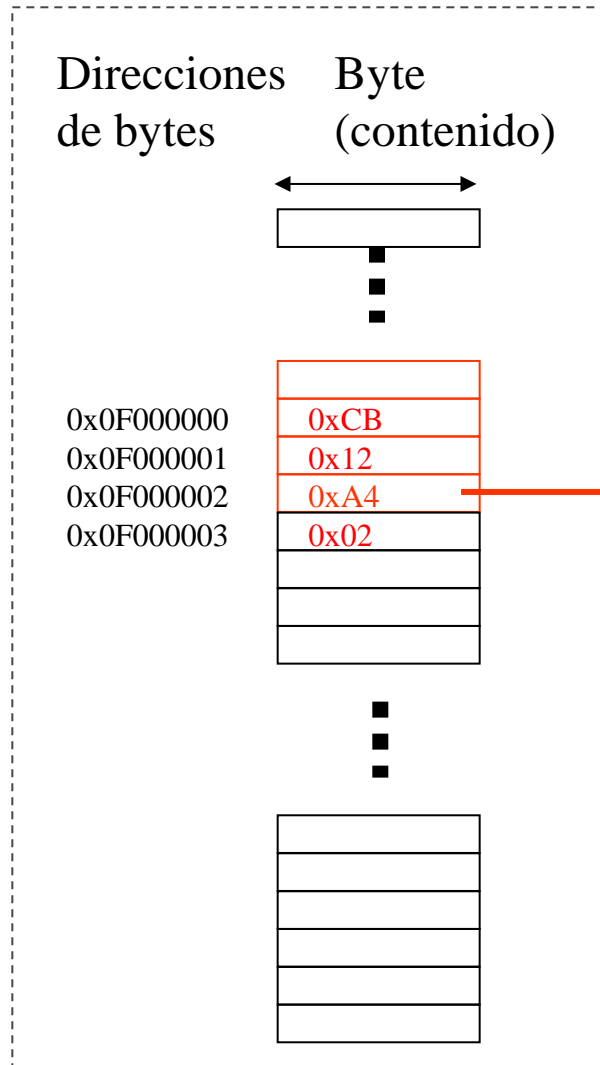 Direcciones Byte
de bytes (contenido)
0x0F000000 0xCB
0x0F000001 0x12
0x0F000002 0xA4
0x0F000003 0x02